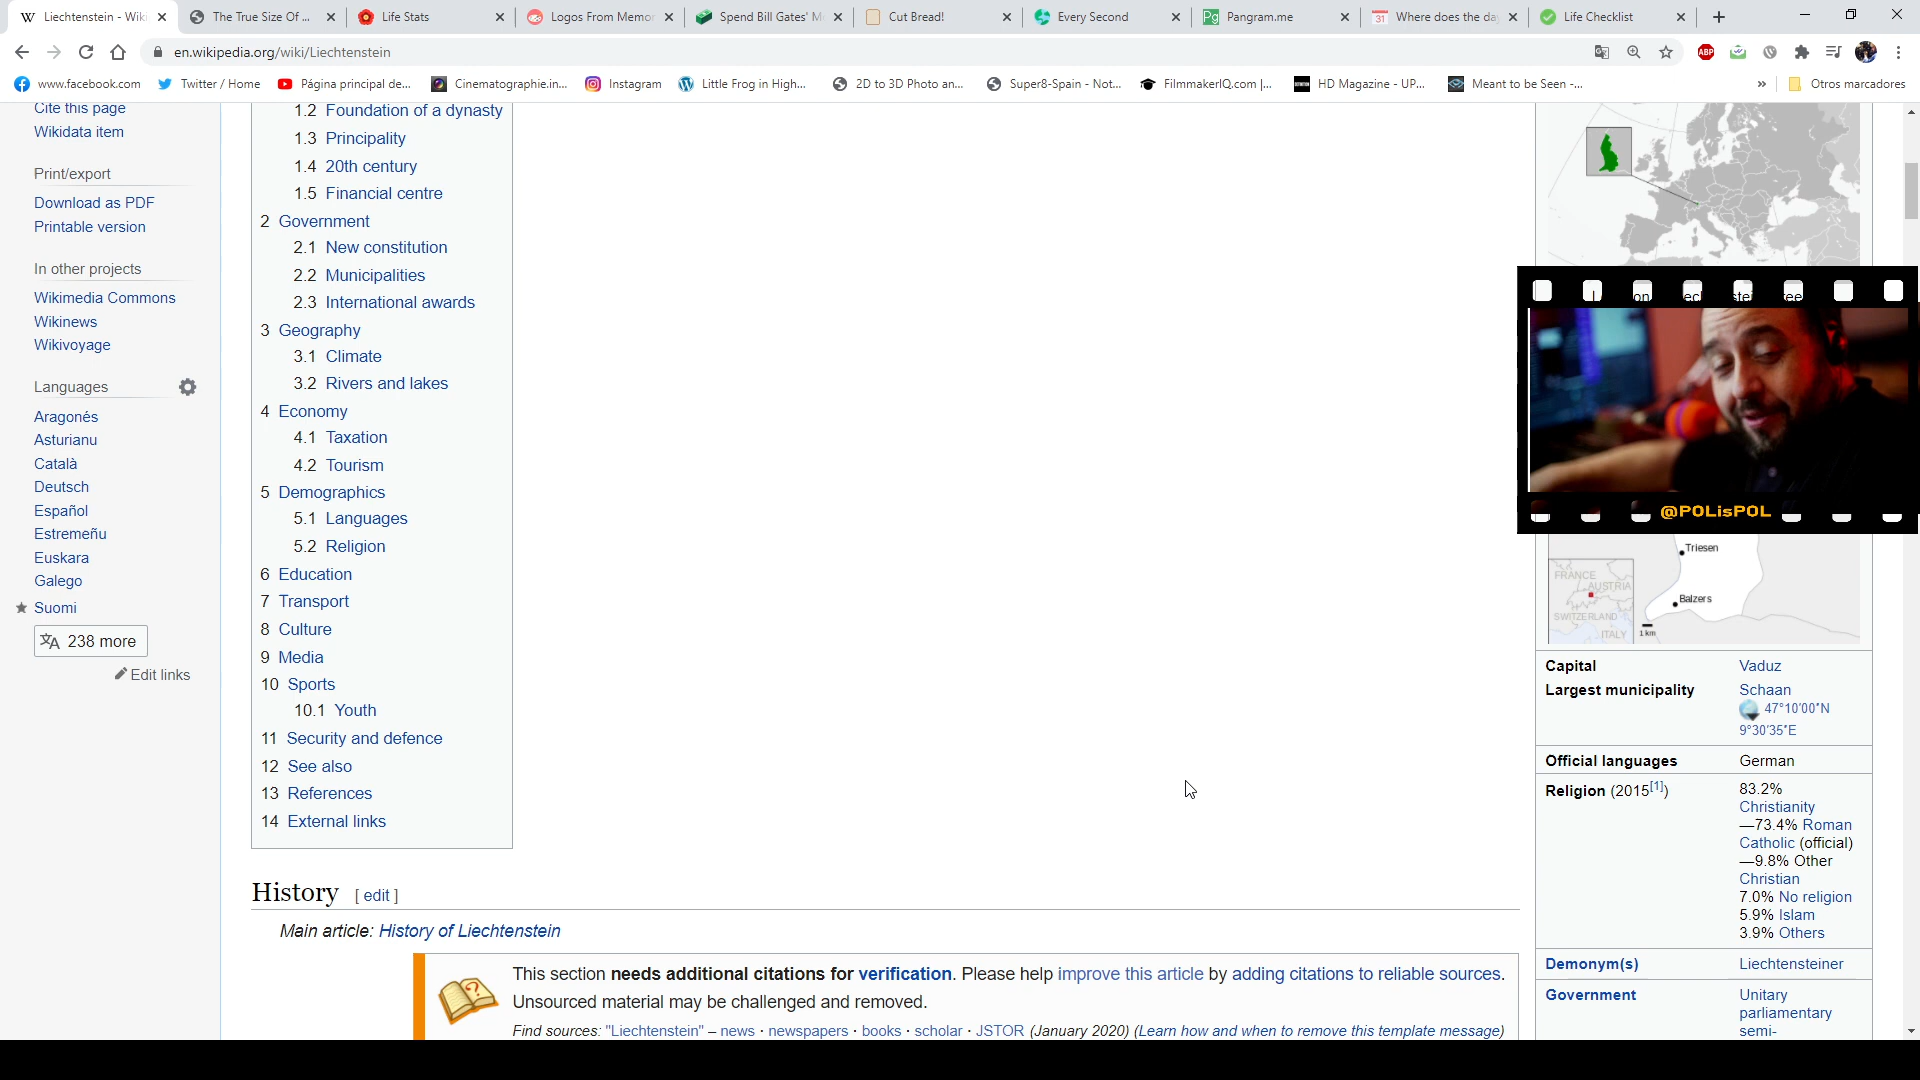 Liechtenstein - Wiki
The True Size Of ...
Life Stats
Logos From Memor
Spend Bill Gates' M
Cut Bread!
Every Second
Pangram.me
Where does the da
Life Checklist
en.wikipedia.org/wiki/Liechtenstein
www.facebook.com
Twitter / Home
Página principal de...
Cinematographie.in...
Instagram
Little Frog in High...
2D to 3D Photo an...
Super8-Spain - Not...
FilmmakerIQ.com |...
HD Magazine - UP...
Meant to be Seen -...
»
Otros marcadores
Cite this page
Wikidata item
Print/export
Download as PDF
Printable version
In other projects
Wikimedia Commons
Wikinews
Wikivoyage
Languages
Aragonés
Asturianu
Català
Deutsch
Español
Estremeñu
Euskara
Galego
Suomi
238 more
Edit links
1.2 Foundation of a dynasty
1.3 Principality
1.4 20th century
1.5 Financial centre
2 Government
2.1 New constitution
2.2 Municipalities
2.3 International awards
3 Geography
3.1 Climate
3.2 Rivers and lakes
4 Economy
4.1 Taxation
4.2 Tourism
5 Demographics
5.1 Languages
5.2 Religion
6 Education
7 Transport
8 Culture
9 Media
10 Sports
10.1 Youth
11 Security and defence
12 See also
13 References
14 External links
History [ edit ]
Main article: History of Liechtenstein
This section needs additional citations for verification. Please help improve this article by adding citations to reliable sources.
Unsourced material may be challenged and removed.
Find sources: "Liechtenstein" – news · newspapers · books · scholar · JSTOR (January 2020) (Learn how and when to remove this template message)
@POLisPOL
Triesen
Balzers
FRANCE
AUSTRIA
SWITZERLAND
ITALY
1 km
Capital Vaduz
Largest municipality Schaan
47°10′00″N
9°30′35″E
Official languages German
Religion (2015[1]) 83.2%
Christianity
—73.4% Roman
Catholic (official)
—9.8% Other
Christian
7.0% No religion
5.9% Islam
3.9% Others
Demonym(s) Liechtensteiner
Government Unitary
parliamentary
semi-